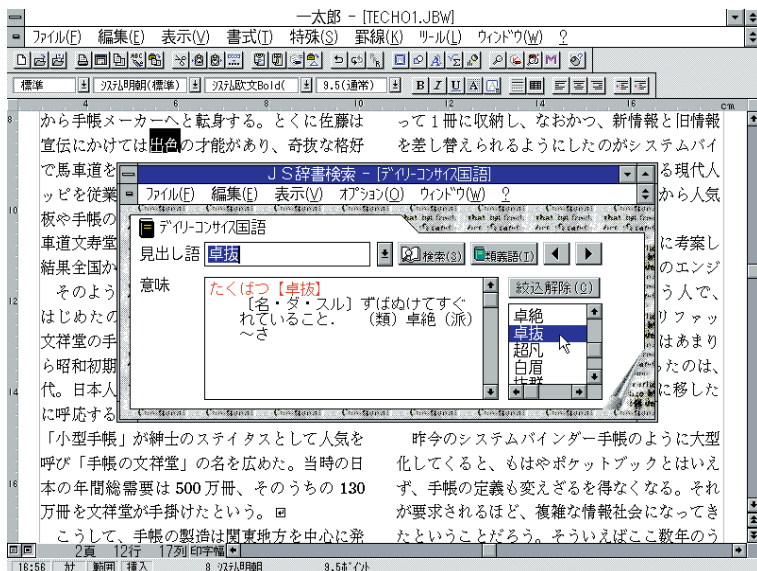 一太郎 - [TECHO1.JBW]
ファイル(F) 編集(E) 表示(V) 書式(T) 特殊(S) 罫線(K) ツール(L) ウィンドウ(W) ?
標準 システム明朝(標準) システム欧文Bold( 9.5(通常) B I U A
4 6 8 10 12 14 16 cm
から手帳メーカーへと転身する。とくに佐藤は
宣伝にかけては出色の才能があり、奇抜な格好
で馬車道を
ッピを従業
板や手帳の
車道文寿堂
結果全国か
そのよう
はじめたの
文祥堂の手
ら昭和初期
代。日本人
に呼応する
「小型手帳」が紳士のステイタスとして人気を
呼び「手帳の文祥堂」の名を広めた。当時の日
本の年間総需要は 500 万冊、そのうちの 130
万冊を文祥堂が手掛けたという。
こうして、手帳の製造は関東地方を中心に発
って1冊に収納し、なおかつ、新情報と旧情報
を差し替えられるようにしたのがシステムバイ
る現代人
から人気
に考案し
のエンジ
う人で、
リファッ
はあまり
ったのは、
に移した
昨今のシステムバインダー手帳のように大型
化してくると、もはやポケットブックとはいえ
ず、手帳の定義も変えざるを得なくなる。それ
が要求されるほど、複雑な情報社会になってき
たということだろう。そういえばここ数年のう
JS辞書検索 - [デイリーコンサイス国語]
ファイル(F) 編集(E) 表示(V) オプション(O) ウィンドウ(W) ?
デイリーコンサイス国語
見出し語 卓抜 検索(S) 類義語(I)
意味
たくばつ【卓抜】
[名・ダ・スル] ずばぬけてすぐ
れていること. (類) 卓絶 (派)
~さ
絞込解除(C)
卓絶
卓抜
超凡
白眉
抜群
2頁 12行 17列 印字幅
16:56 カナ 範囲 挿入 8 システム明朝 9.5ポイント